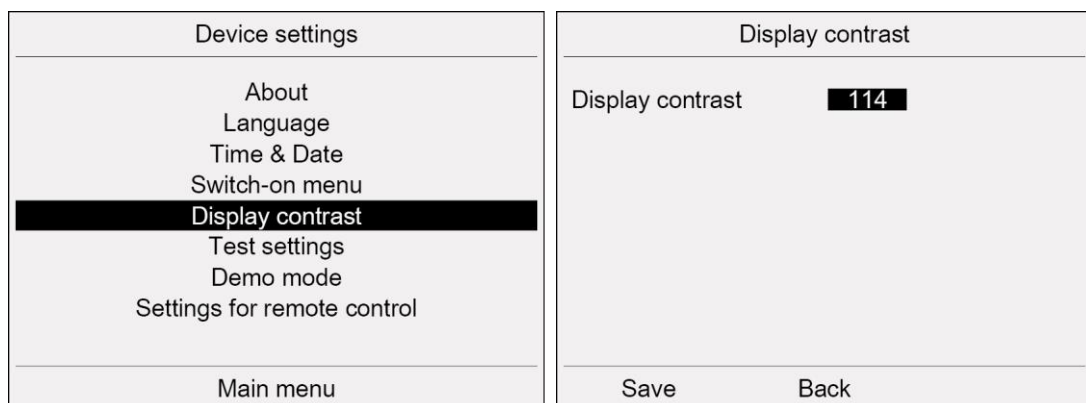 Device settings
About
Language
Time & Date
Switch-on menu
Display contrast
Test settings
Demo mode
Settings for remote control
Main menu
Display contrast
Display contrast 114
Save Back